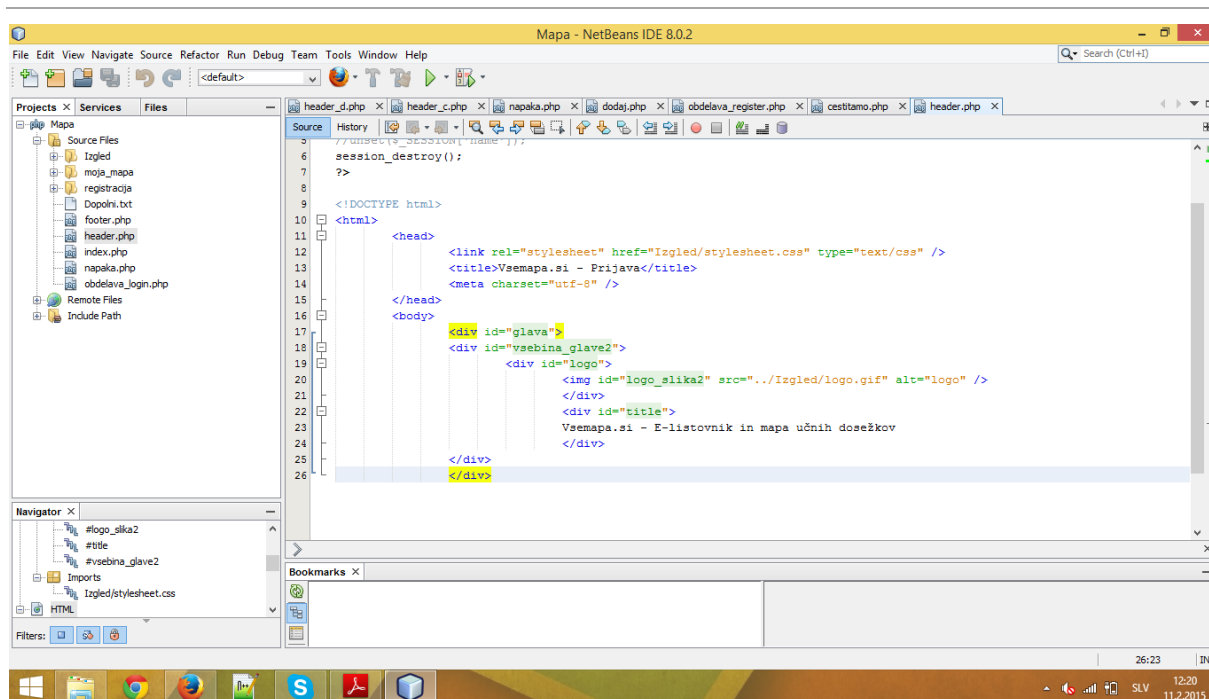 Mapa - NetBeans IDE 8.0.2
File Edit View Navigate Source Refactor Run Debug Team Tools Window Help
Search (Ctrl+I)
<default>
Projects Services Files
header_d.php header_c.php napaka.php dodaj.php obdelava_register.php cestitamo.php header.php
Source History
Mapa
Source Files
Izgled
moja_mapa
registracija
Dopolni.txt
footer.php
header.php
index.php
napaka.php
obdelava_login.php
Remote Files
Include Path
5 //unset($_SESSION['name']);
6 session_destroy();
7 ?>
8
9 <!DOCTYPE html>
10 <html>
11 <head>
12 <link rel="stylesheet" href="Izgled/stylesheet.css" type="text/css" />
13 <title>Vsemapa.si - Prijava</title>
14 <meta charset="utf-8" />
15 </head>
16 <body>
17 <div id="glava">
18 <div id="vsebina_glave2">
19 <div id="logo">
20 <img id="logo_slika2" src="../Izgled/logo.gif" alt="logo" />
21 </div>
22 <div id="title">
23 Vsemapa.si - E-listovnik in mapa učnih dosežkov
24 </div>
25 </div>
26 </div>
Navigator
#logo_slika2
#title
#vsebina_glave2
Imports
Izgled/stylesheet.css
HTML
Filters:
Bookmarks
26:23 IN
SLV
12:20
11.2.2015